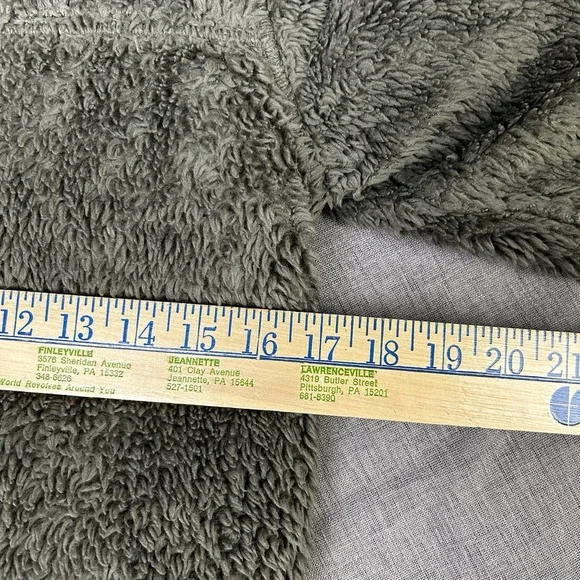 12 13 14 15 16 17 18 19 20 21
FINLEYVILLE
3576 Sheridan Avenue
Finleyville, PA 15332
348-6626
World Revolves Around You
JEANNETTE
401 Clay Avenue
Jeannette, PA 15644
527-1501
LAWRENCEVILLE
4319 Butler Street
Pittsburgh, PA 15201
681-8390